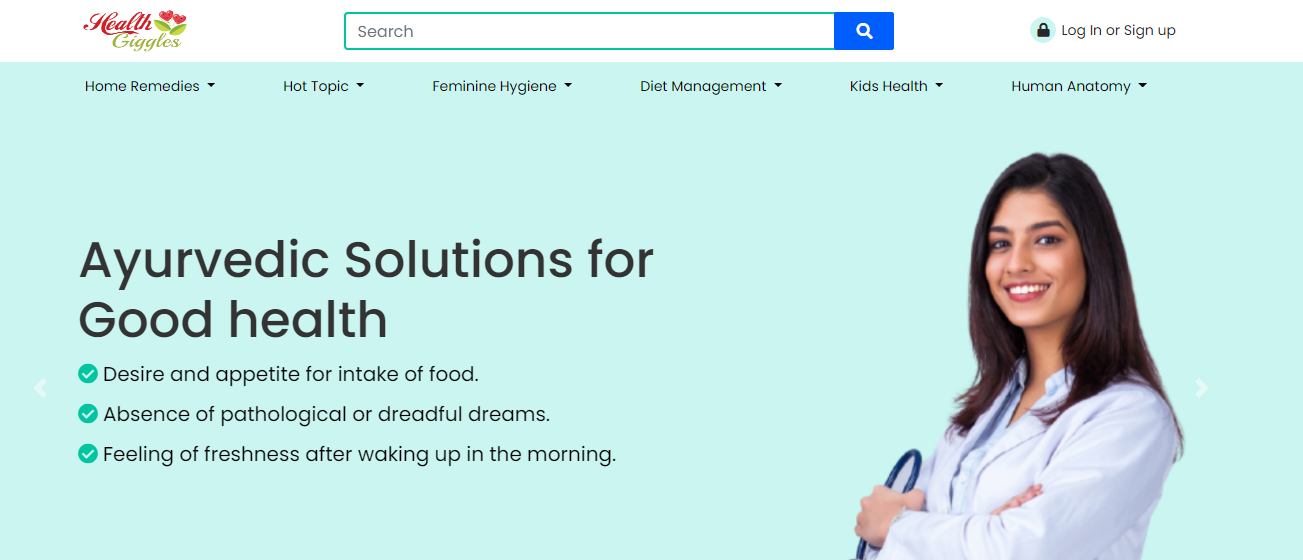 Health
Giggles
Search
Log In or Sign up
Home Remedies
Hot Topic
Feminine Hygiene
Diet Management
Kids Health
Human Anatomy
Ayurvedic Solutions for
Good health
Desire and appetite for intake of food.
Absence of pathological or dreadful dreams.
Feeling of freshness after waking up in the morning.